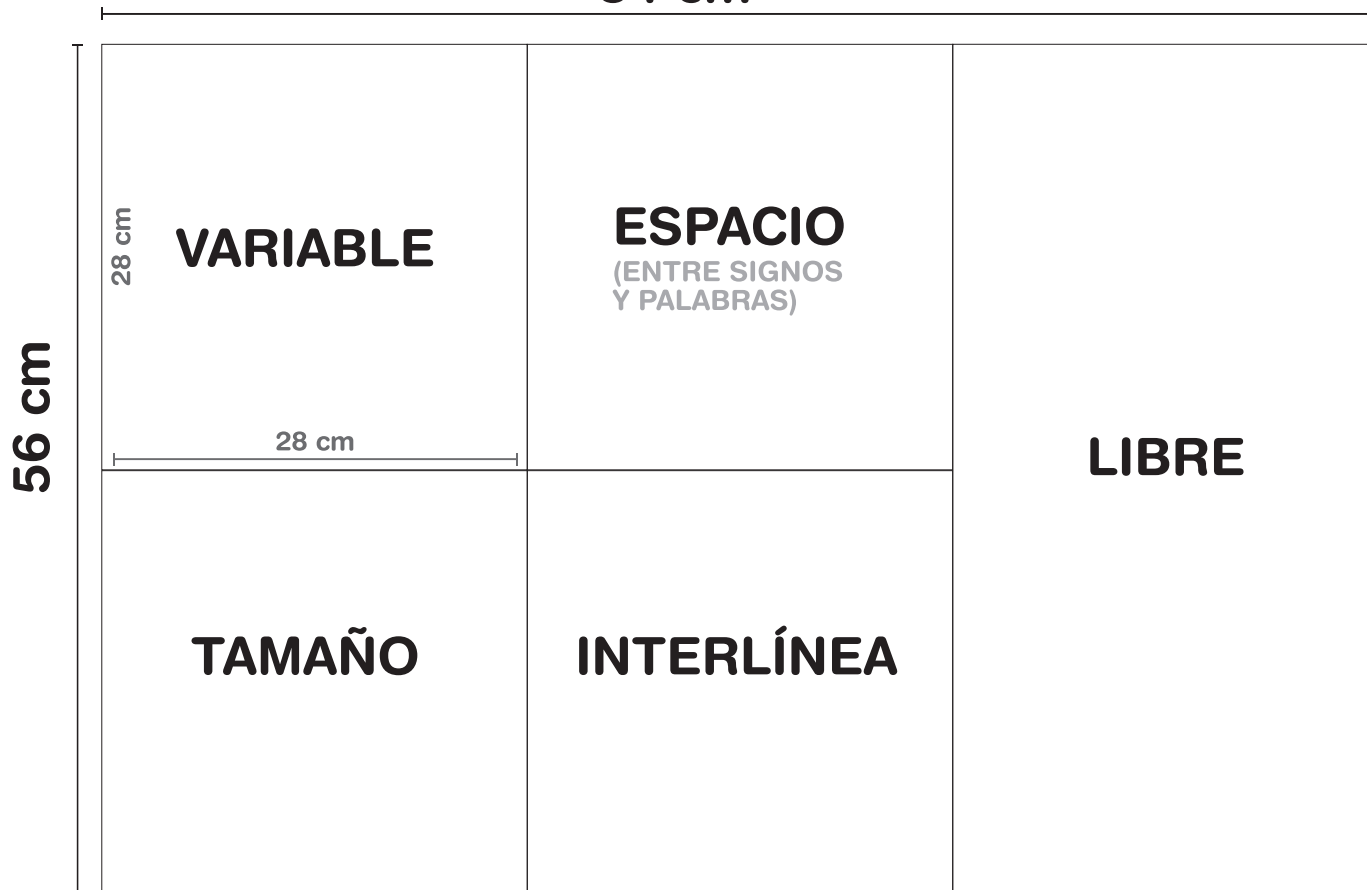 VARIABLE
28 cm
28 cm
ESPACIO
(ENTRE SIGNOS
Y PALABRAS)
56 cm
LIBRE
TAMAÑO
INTERLÍNEA